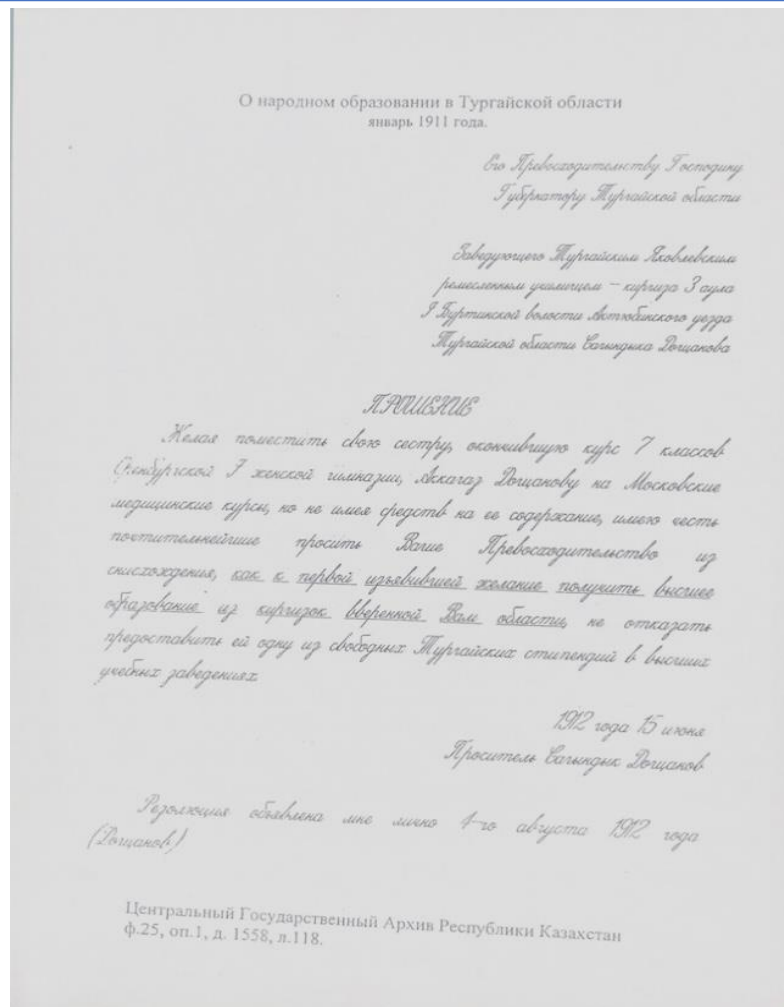 О народном образовании в Тургайской области
январь 1911 года.
Его Превосходительству Господину
Губернатору Тургайской области
Заведующего Тургайским Яковлевским
ремесленным училищем – киргиза 3 аула
I Буртинской волости Актюбинского уезда
Тургайской области Сагындыка Дощанова
ПРОШЕНИЕ
Желая поместить свою сестру, окончившую курс 7 классов
Оренбургской I женской гимназии, Аккагаз Дощанову на Московские
медицинские курсы, но не имея средств на ее содержание, имею честь
почтительнейше просить Ваше Превосходительство из
снисхождения, как к первой изъявившей желание получить высшее
образование из киргизок вверенной Вам области, не отказать
предоставить ей одну из свободных Тургайских стипендий в высших
учебных заведениях.
1912 года 15 июня
Проситель Сагындык Дощанов
Резолюция объявлена мне лично 1-го августа 1912 года
(Дощанов)
Центральный Государственный Архив Республики Казахстан
ф.25, оп.1, д. 1558, л.118.